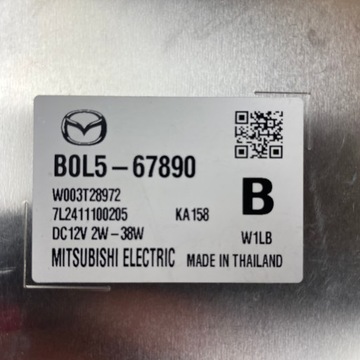 B0L5-67890
W003T28972
7L2411100205 KA158
B
DC12V 2W-38W
W1LB
MITSUBISHI ELECTRIC MADE IN THAILAND